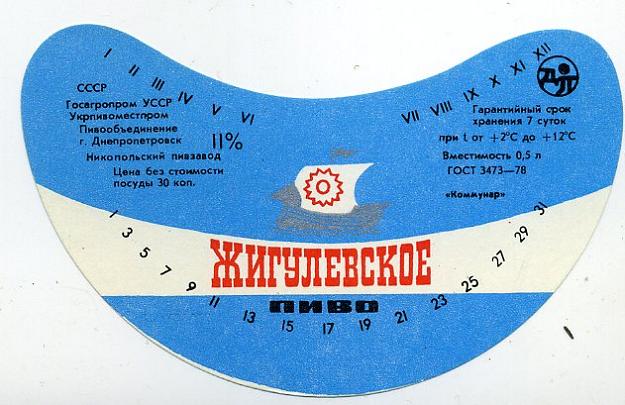 I II III IV V VI
VII VIII IX X XI XII
СССР
Госагропром УССР
Укрпивоместпром
Пивообъединение
г. Днепропетровск
11%
Никопольский пивзавод
Цена без стоимости
посуды 30 коп.
Гарантийный срок
хранения 7 суток
при t от +2°С до +12°С
Вместимость 0,5 л
ГОСТ 3473—78
«Коммунар»
ЖИГУЛЕВСКОЕ
ПИВО
1 3 5 7 9 11 13 15 17 19 21 23 25 27 29 31